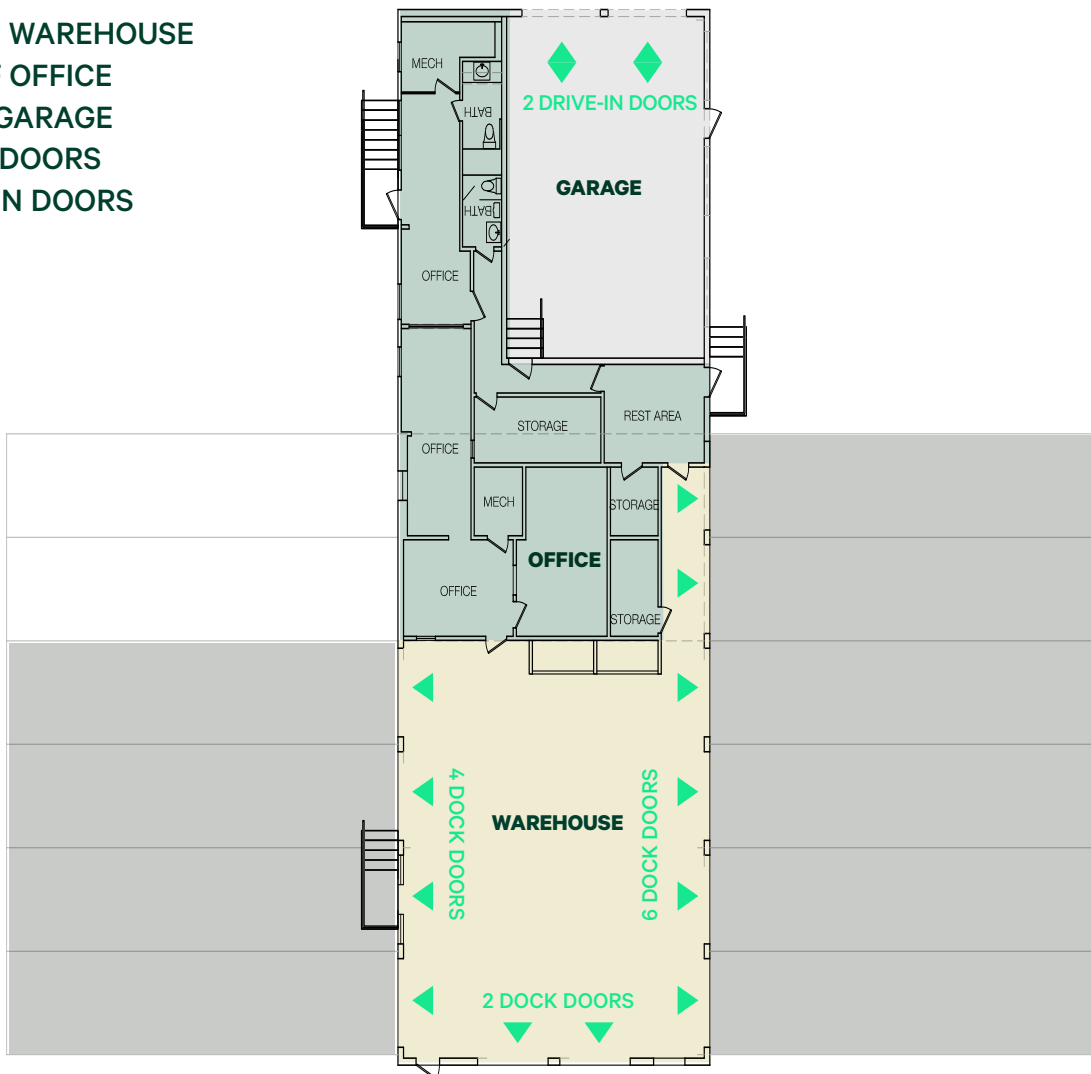 WAREHOUSE
OFFICE
GARAGE
DOORS
IN DOORS
MECH
BATH
2 DRIVE-IN DOORS
GARAGE
BATH
OFFICE
REST AREA
STORAGE
OFFICE
MECH
STORAGE
OFFICE
OFFICE
STORAGE
4 DOCK DOORS
6 DOCK DOORS
WAREHOUSE
2 DOCK DOORS